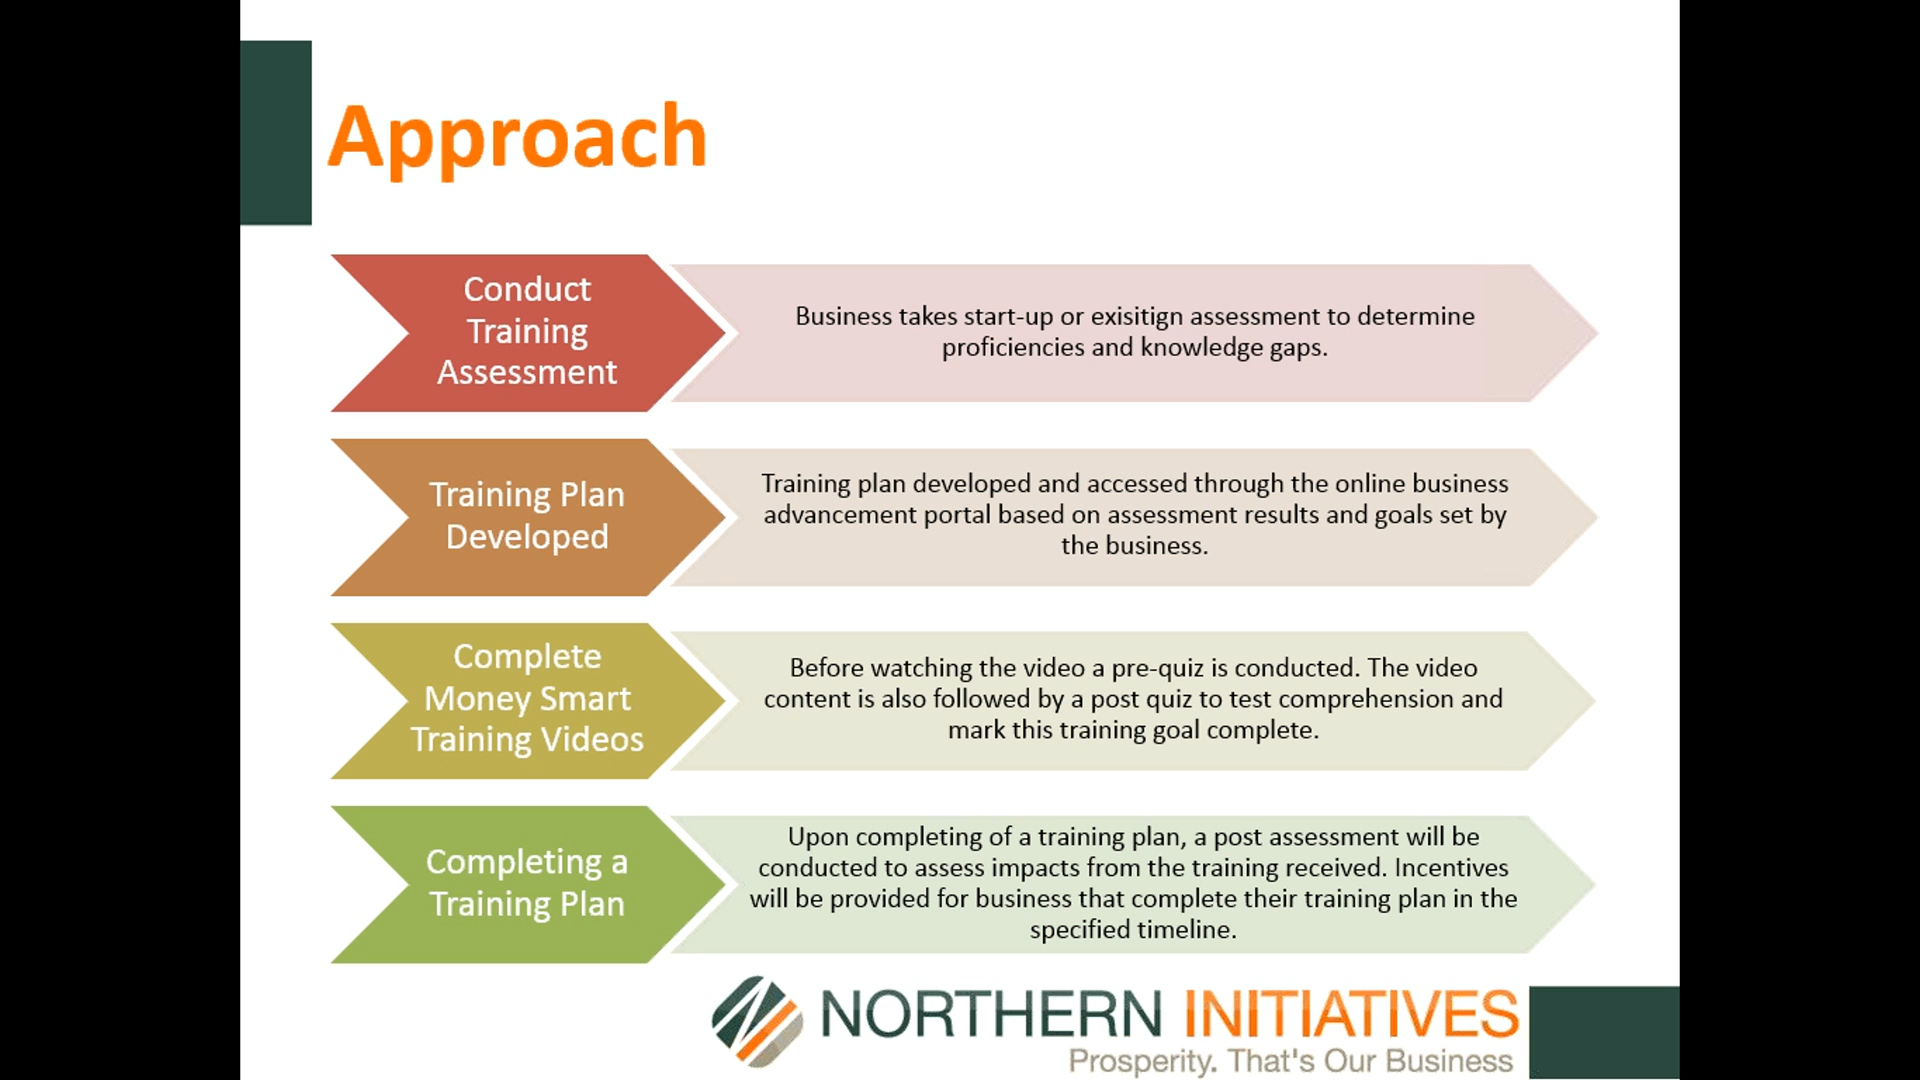 Approach
Conduct
Training
Assessment
Business takes start-up or exisitign assessment to determine
proficiencies and knowledge gaps.
Training Plan
Developed
Training plan developed and accessed through the online business
advancement portal based on assessment results and goals set by
the business.
Complete
Money Smart
Training Videos
Before watching the video a pre-quiz is conducted. The video
content is also followed by a post quiz to test comprehension and
mark this training goal complete.
Completing a
Training Plan
Upon completing of a training plan, a post assessment will be
conducted to assess impacts from the training received. Incentives
will be provided for business that complete their training plan in the
specified timeline.
NORTHERN INITIATIVES
Prosperity. That's Our Business